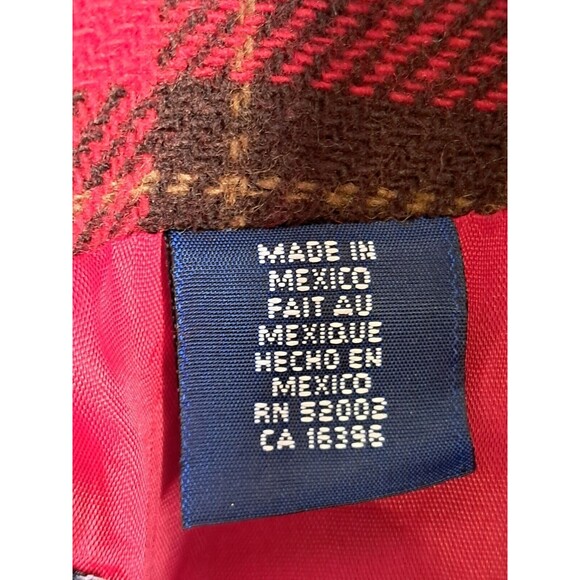 MADE IN
MEXICO
FAIT AU
MEXIQUE
HECHO EN
MEXICO
RN 52002
CA 16396